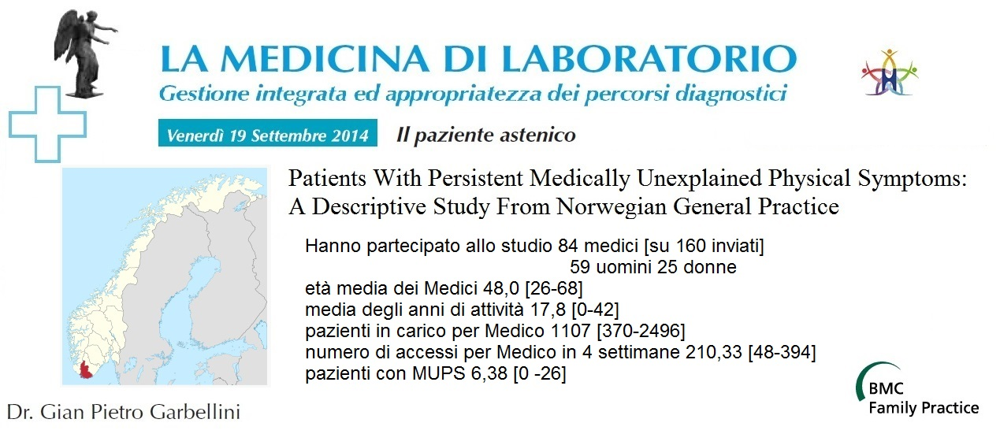 LA MEDICINA DI LABORATORIO
Gestione integrata ed appropriatezza dei percorsi diagnostici
H
Venerdì 19 Settembre 2014 Il paziente astenico
Patients With Persistent Medically Unexplained Physical Symptoms:
A Descriptive Study From Norwegian General Practice
Hanno partecipato allo studio 84 medici [su 160 inviati]
59 uomini 25 donne
età media dei Medici 48,0 [26-68]
media degli anni di attività 17,8 [0-42]
pazienti in carico per Medico 1107 [370-2496]
numero di accessi per Medico in 4 settimane 210,33 [48-394]
pazienti con MUPS 6,38 [0 -26]
BMC
Family Practice
Dr. Gian Pietro Garbellini